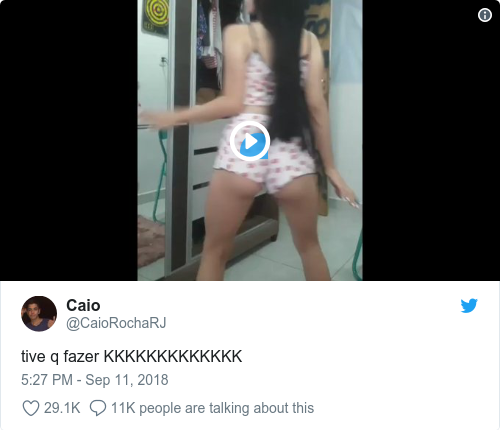 Caio
@CaioRochaRJ
tive q fazer KKKKKKKKKKKKK
5:27 PM - Sep 11, 2018
29.1K 11K people are talking about this